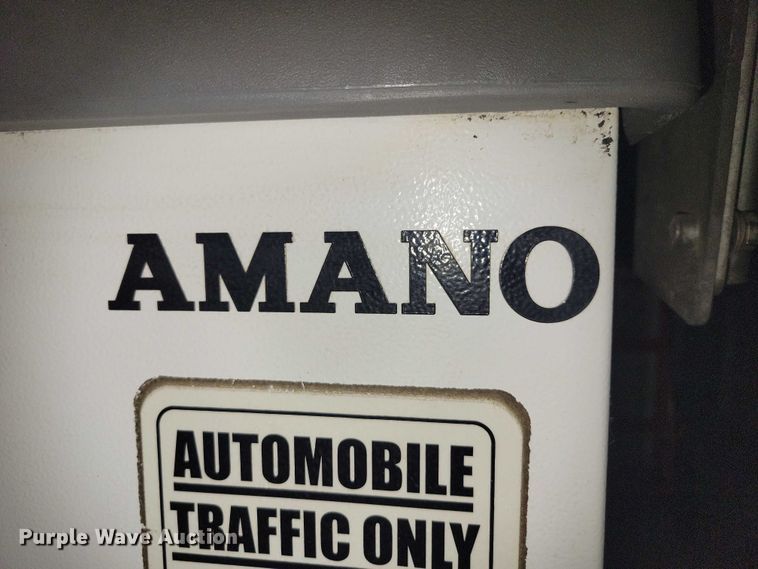 AMANO
AUTOMOBILE
TRAFFIC ONLY
Purple Wave Auction